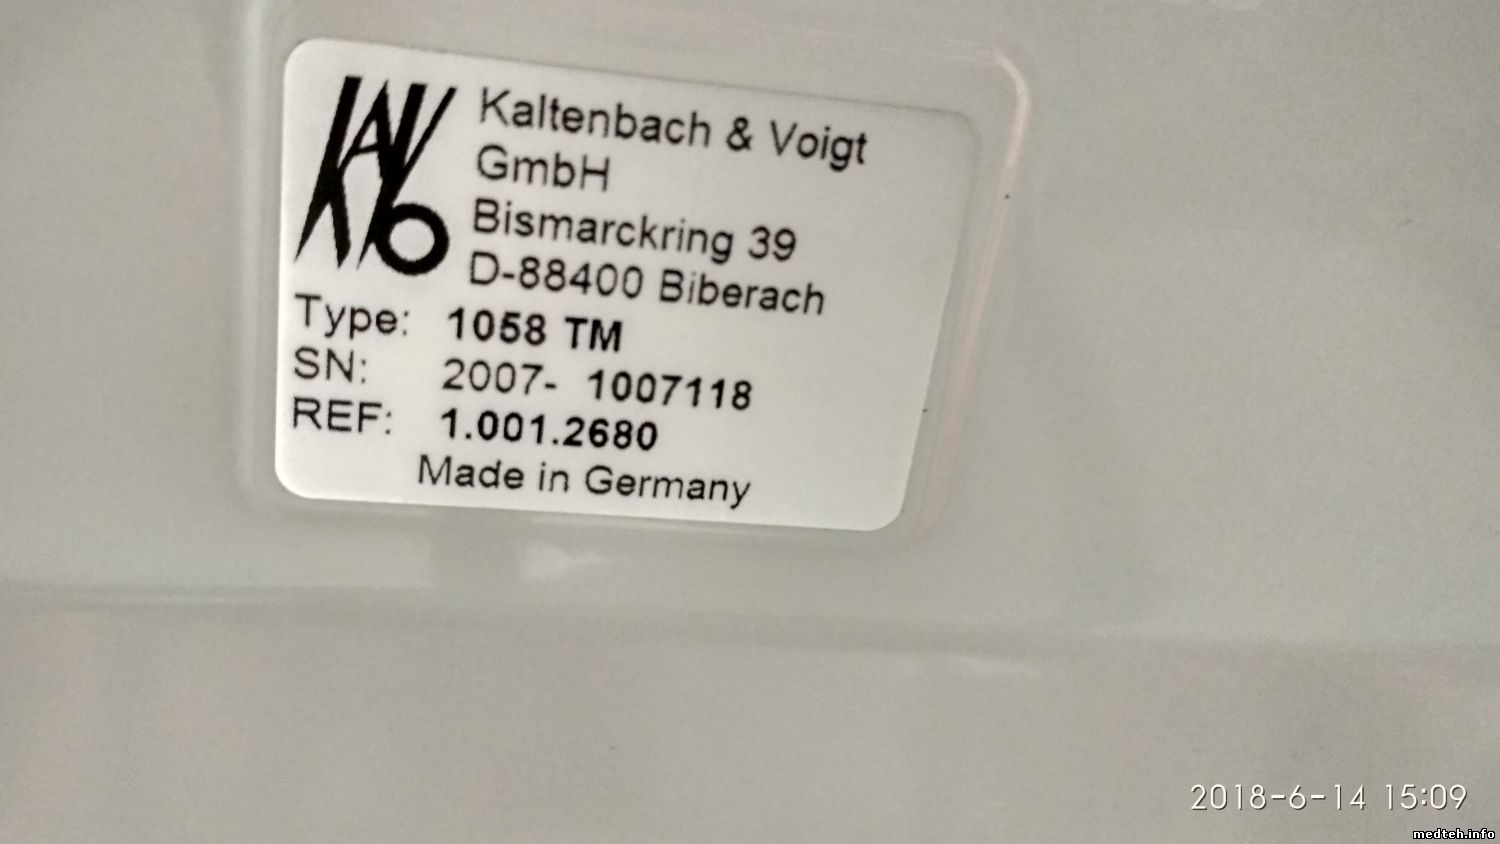 KAVO
Kaltenbach & Voigt
GmbH
Bismarckring 39
D-88400 Biberach
Type: 1058 TM
SN: 2007- 1007118
REF: 1.001.2680
Made in Germany
2018-6-14 15:09
medteh.info